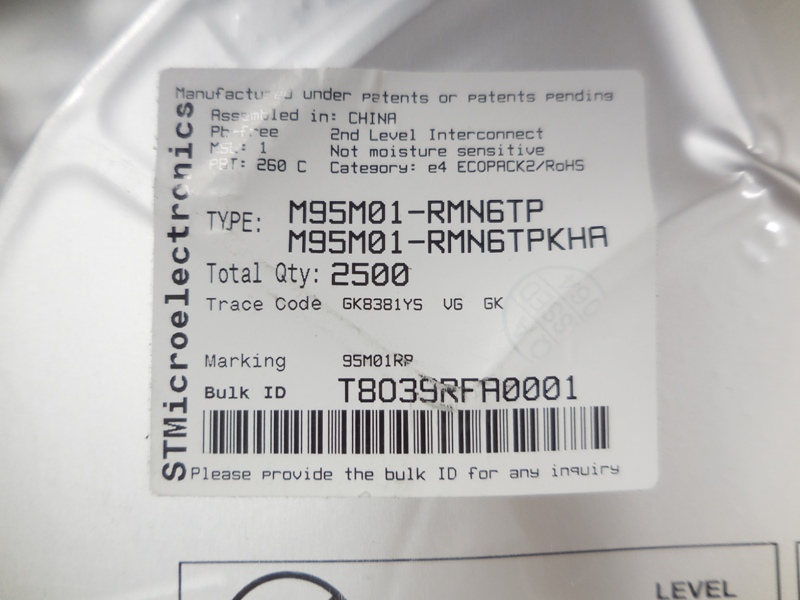 Manufactured under patents or patents pending
Assembled in: CHINA
Pb-free 2nd Level Interconnect
MSL: 1 Not moisture sensitive
PBT: 260 C Category: e4 ECOPACK2/RoHS
TYPE: M95M01-RMN6TP
M95M01-RMN6TPKHA
Total Qty: 2500
Trace Code GK8381YS VG GK
Marking 95M01RP
Bulk ID T8039RFA0001
Please provide the bulk ID for any inquiry
STMicroelectronics
LEVEL